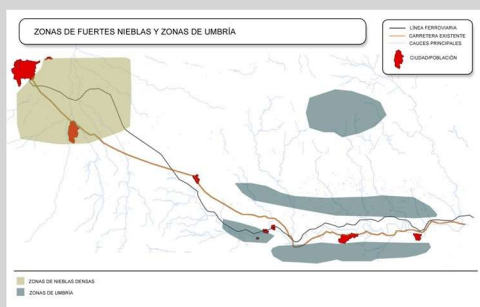 ZONAS DE FUERTES NIEBLAS Y ZONAS DE UMBRÍA
LÍNEA FERROVIARIA
CARRETERA EXISTENTE
CAUCES PRINCIPALES
CIUDAD/POBLACIÓN
ZONAS DE NIEBLAS DENSAS
ZONAS DE UMBRÍA